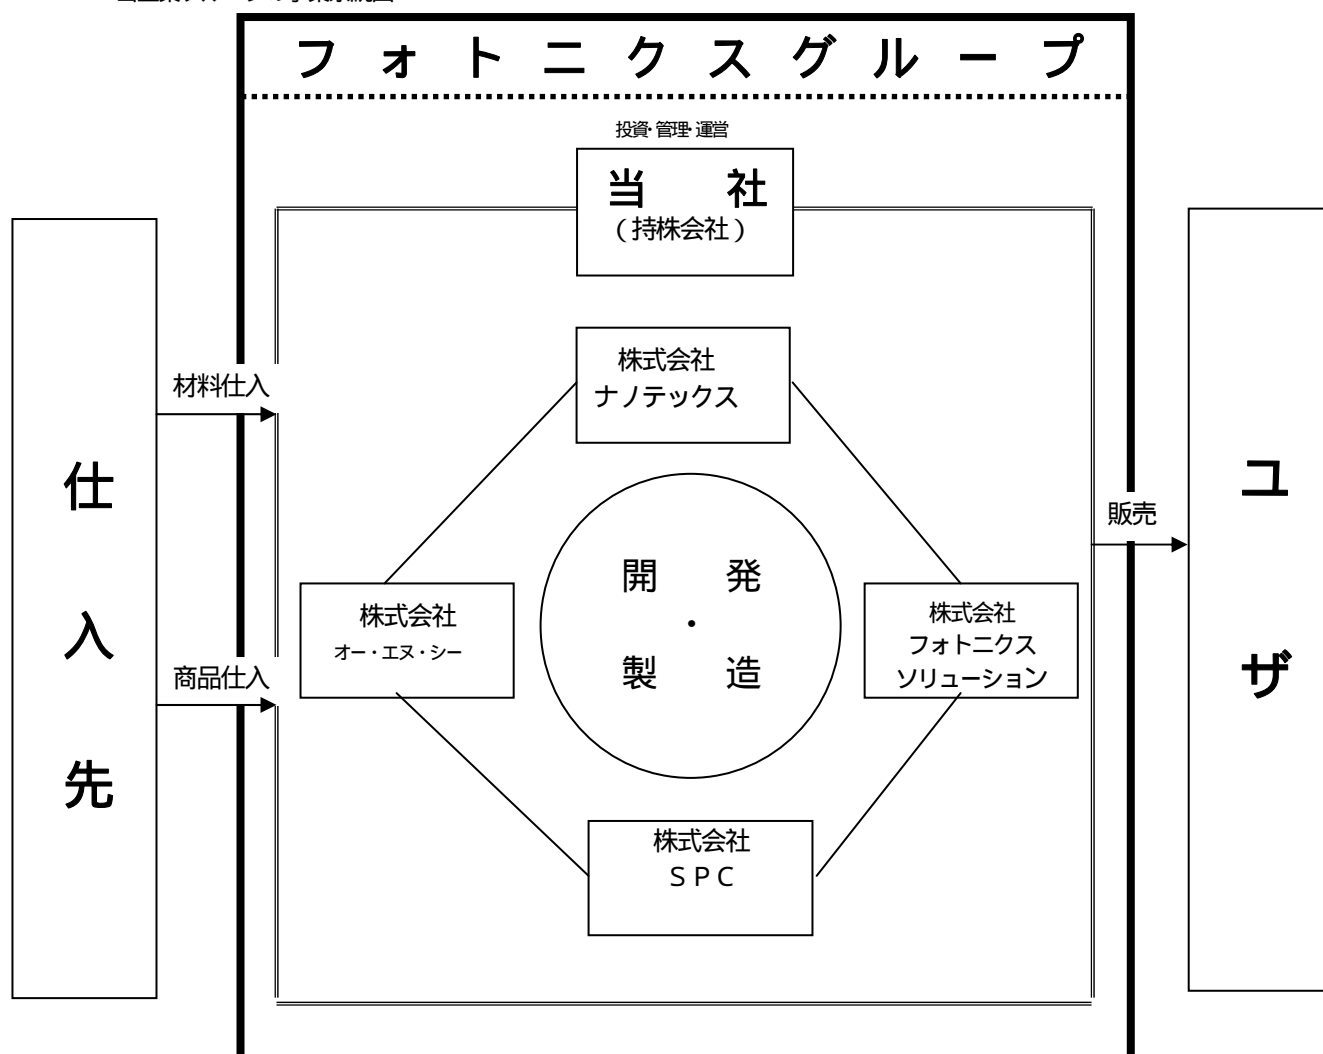 フォトニクスグループ
投資・管理・運営
当 社
(持株会社)
株式会社
ナノテックス
材料仕入
仕入先
商品仕入
株式会社
オー・エヌ・シー
開 発
・
製 造
株式会社
フォトニクス
ソリューション
販売
ユザ
株式会社
SPC